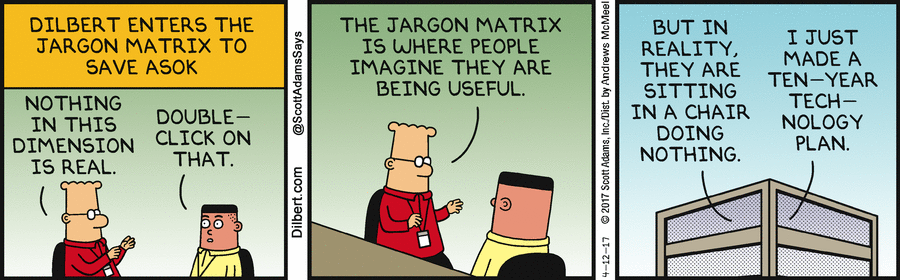 DILBERT ENTERS THE
JARGON MATRIX TO
SAVE ASOK
NOTHING
IN THIS
DIMENSION
IS REAL.
DOUBLE-
CLICK ON
THAT.
Dilbert.com @ScottAdamsSays
THE JARGON MATRIX
IS WHERE PEOPLE
IMAGINE THEY ARE
BEING USEFUL.
4-12-17 © 2017 Scott Adams, Inc./Dist. by Andrews McMeel
BUT IN
REALITY,
THEY ARE
SITTING
IN A CHAIR
DOING
NOTHING.
I JUST
MADE A
TEN-YEAR
TECH-
NOLOGY
PLAN.